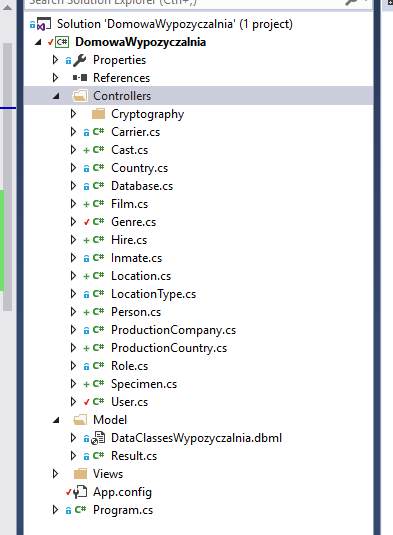 Search Solution Explorer (Ctrl+;)
Solution 'DomowaWypozyczalnia' (1 project)
C# DomowaWypozyczalnia
Properties
References
Controllers
Cryptography
C# Carrier.cs
C# Cast.cs
C# Country.cs
C# Database.cs
C# Film.cs
C# Genre.cs
C# Hire.cs
C# Inmate.cs
C# Location.cs
C# LocationType.cs
C# Person.cs
C# ProductionCompany.cs
C# ProductionCountry.cs
C# Role.cs
C# Specimen.cs
C# User.cs
Model
DataClassesWypozyczalnia.dbml
C# Result.cs
Views
App.config
C# Program.cs